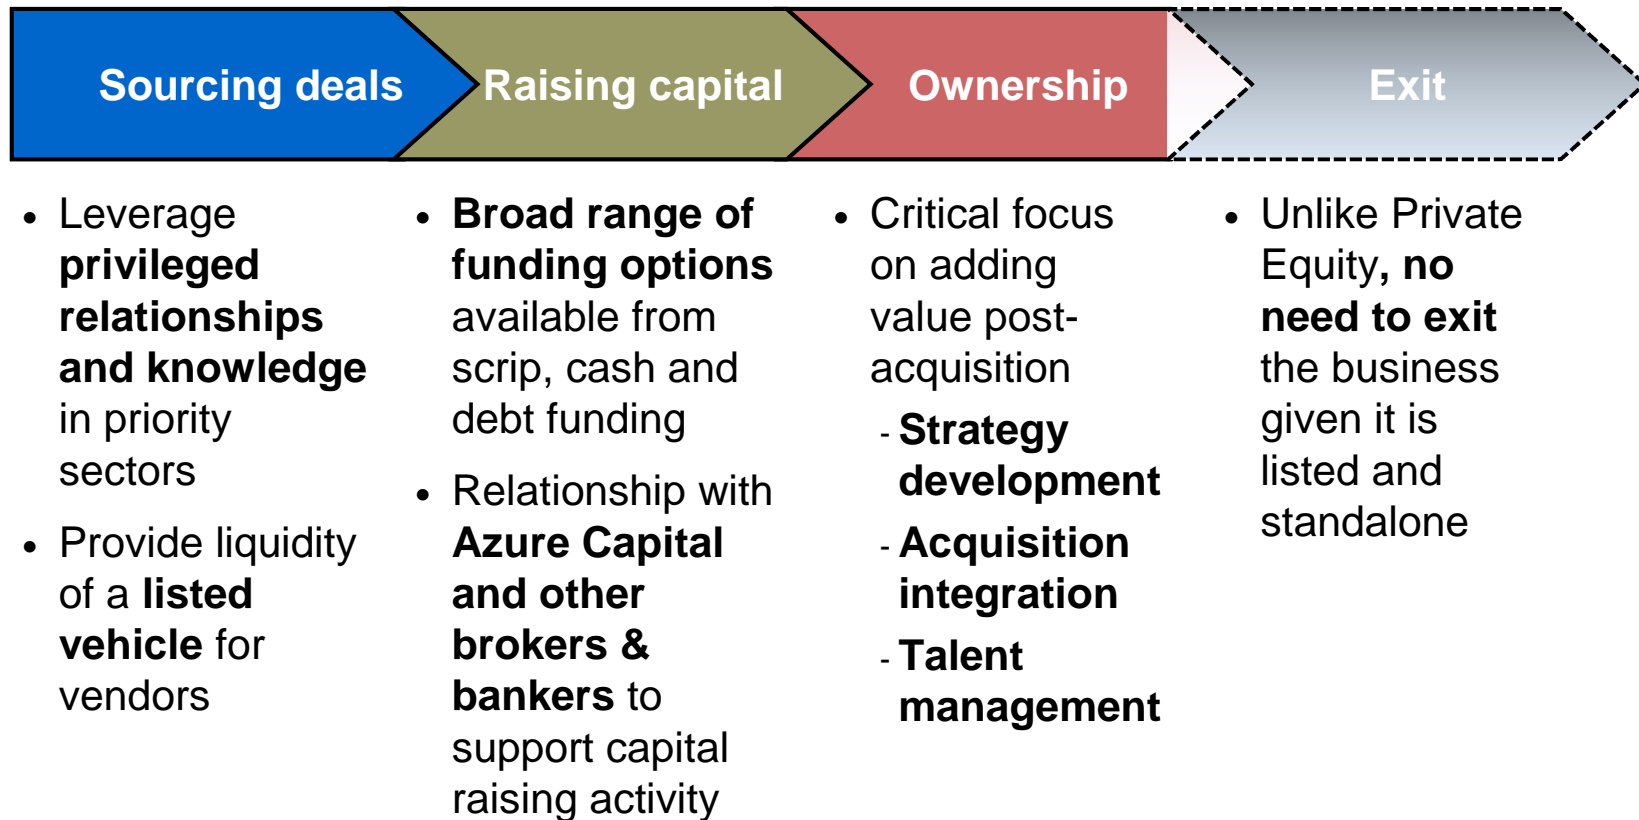 Sourcing deals
Raising capital
Ownership
Exit
• Leverage
privileged
relationships
and knowledge
in priority
sectors
• Provide liquidity
of a listed
vehicle for
vendors
• Broad range of
funding options
available from
scrip, cash and
debt funding
• Relationship with
Azure Capital
and other
brokers &
bankers to
support capital
raising activity
• Critical focus
on adding
value post-
acquisition
- Strategy
development
- Acquisition
integration
- Talent
management
• Unlike Private
Equity, no
need to exit
the business
given it is
listed and
standalone